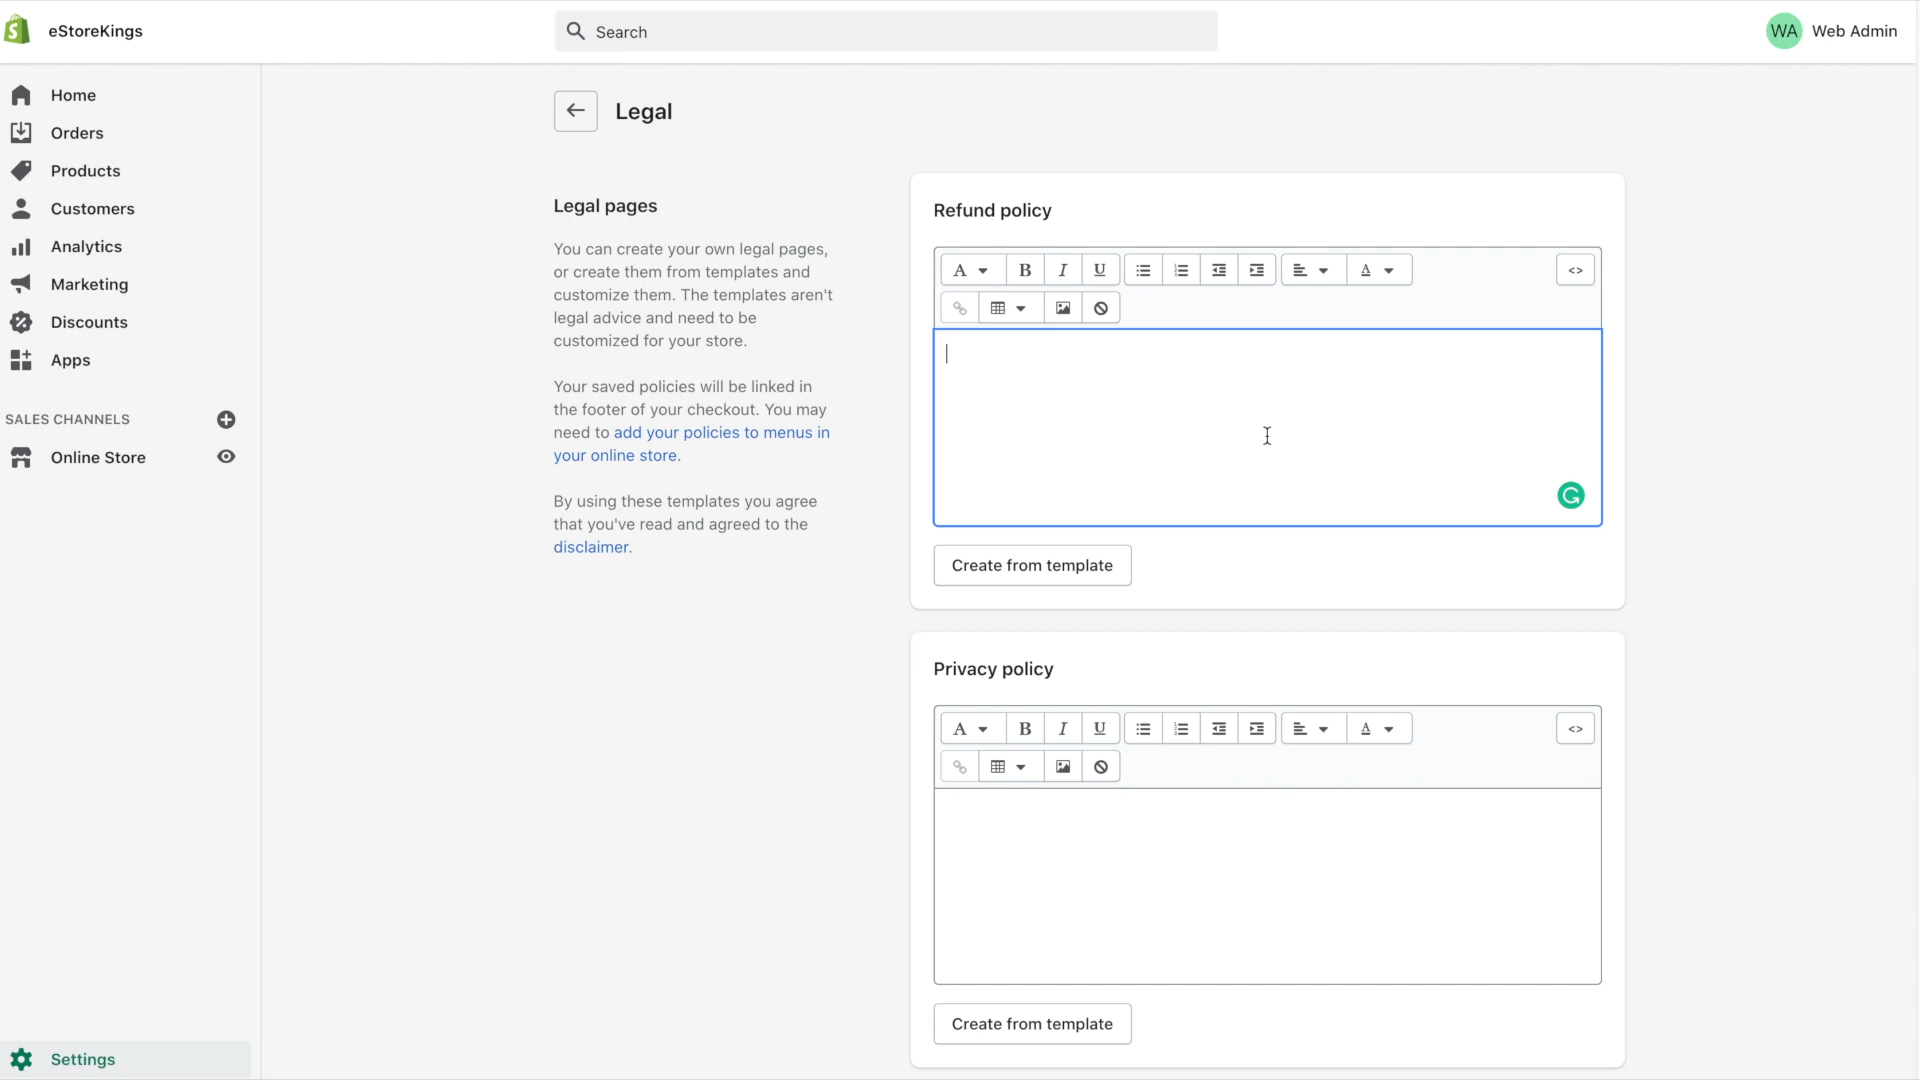 eStoreKings
Search
WA Web Admin
Home
Orders
Products
Customers
Analytics
Marketing
Discounts
Apps
SALES CHANNELS
Online Store
Settings
Legal
Legal pages
You can create your own legal pages,
or create them from templates and
customize them. The templates aren't
legal advice and need to be
customized for your store.
Your saved policies will be linked in
the footer of your checkout. You may
need to add your policies to menus in
your online store.
By using these templates you agree
that you've read and agreed to the
disclaimer.
Refund policy
A B I U A <>
Create from template
Privacy policy
A B I U A <>
Create from template